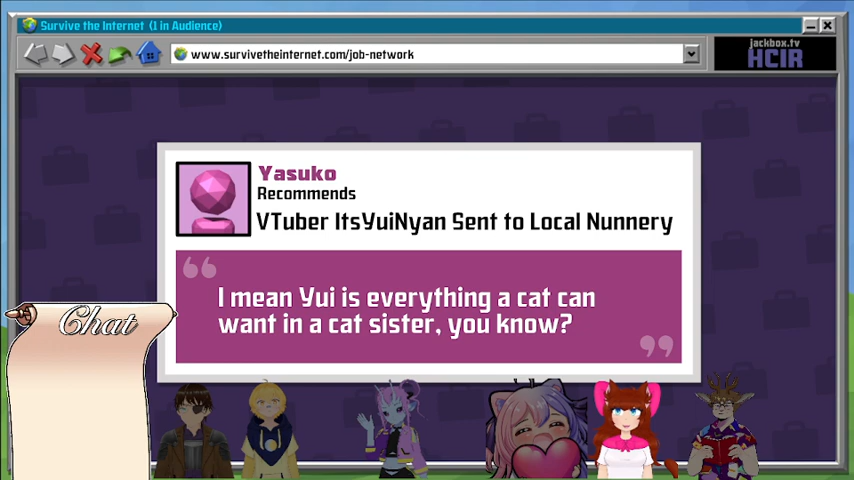 Survive the Internet (1 in Audience)
www.survivetheinternet.com/job-network
jackbox.tv
HCIR
Yasuko
Recommends
VTuber ItsYuiNyan Sent to Local Nunnery
“
I mean Yui is everything a cat can
want in a cat sister, you know?
”
Chat